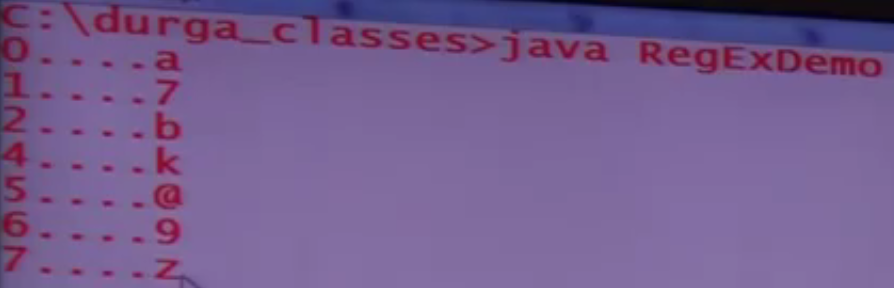 C:\durga_classes>java RegExDemo
0....a
1....7
2....b
4....k
5....@
6....9
7....z